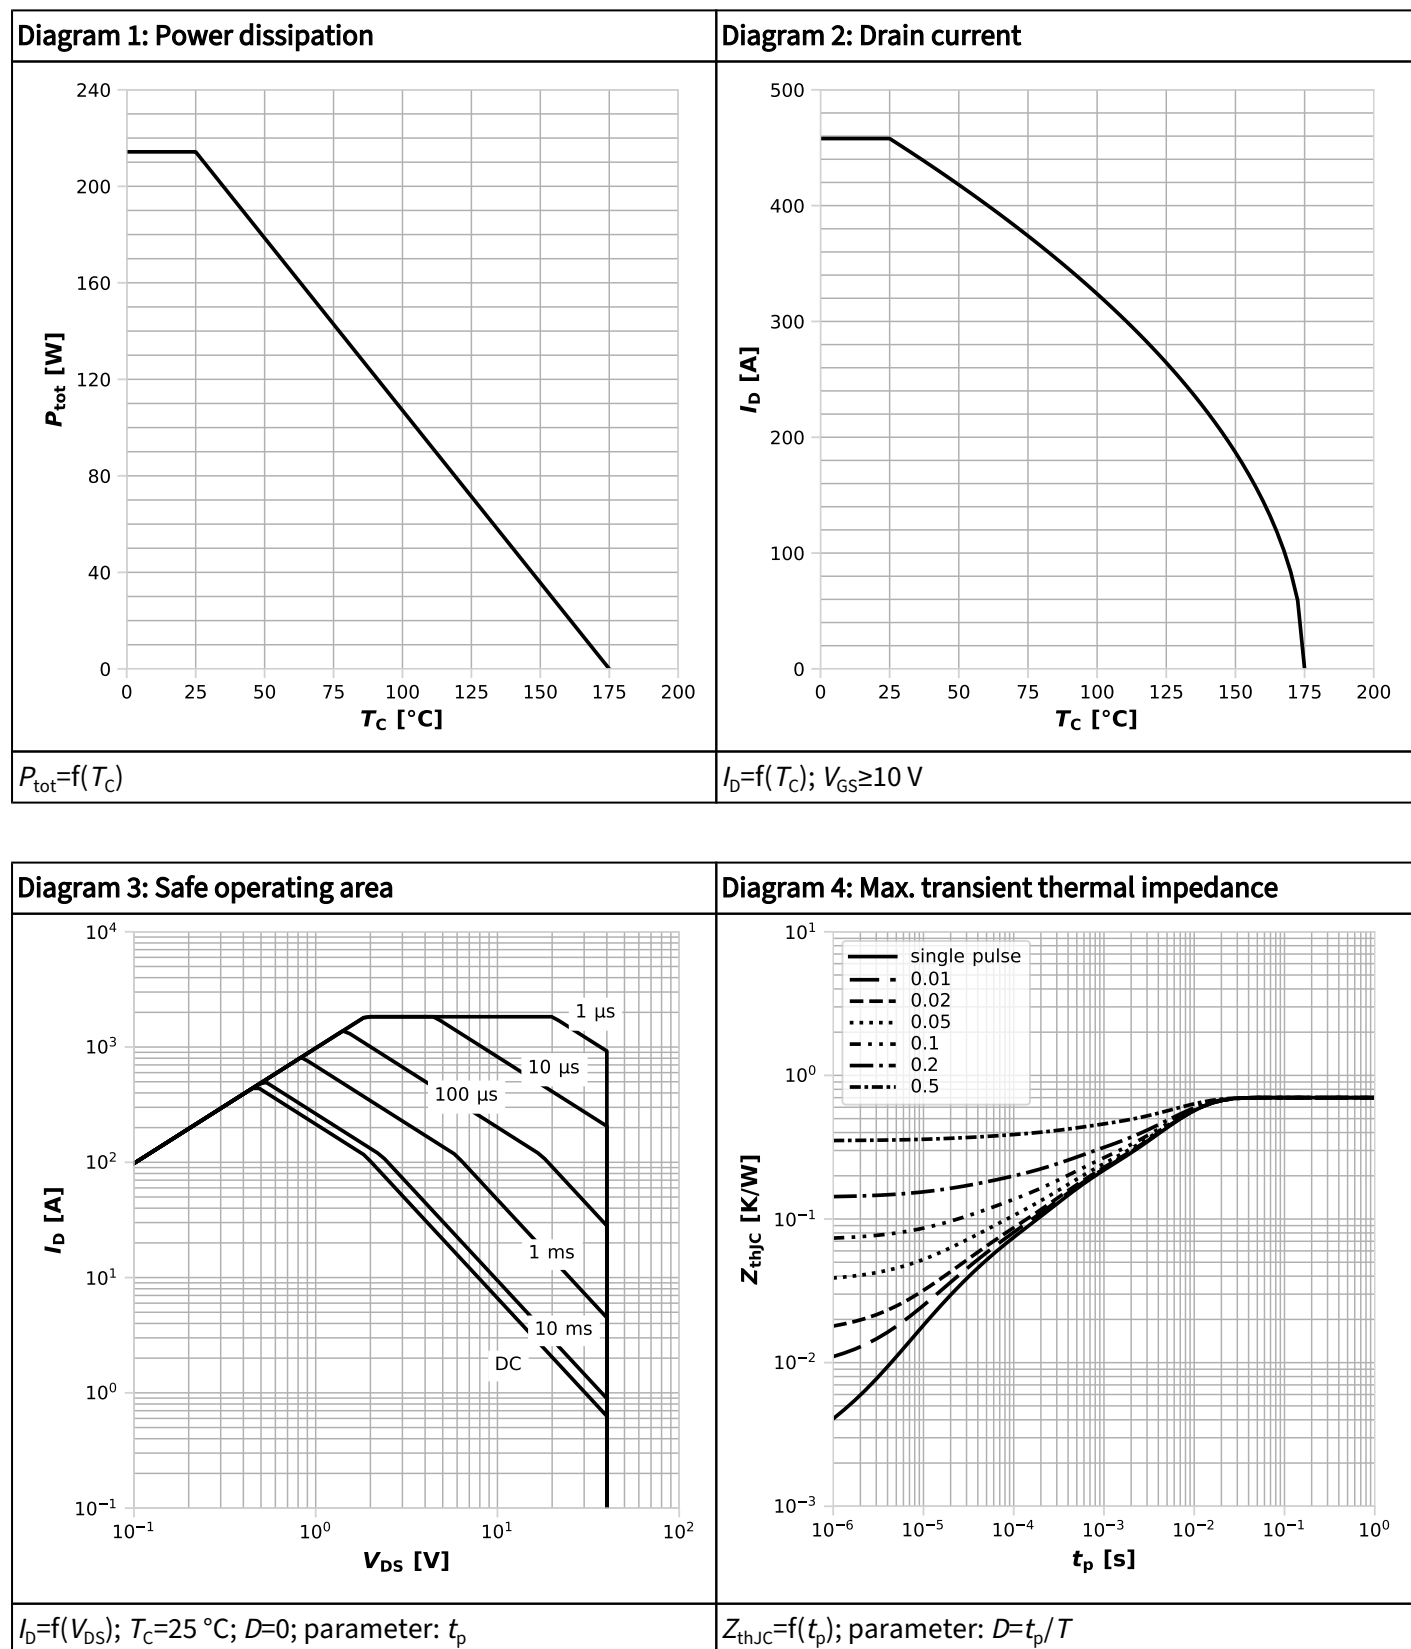 Diagram 1: Power dissipation
Diagram 2: Drain current
240
200
160
120
80
40
0
P_tot [W]
0 25 50 75 100 125 150 175 200
T_C [°C]
500
400
300
200
100
0
I_D [A]
0 25 50 75 100 125 150 175 200
T_C [°C]
P_tot=f(T_C)
I_D=f(T_C); V_GS≥10 V
Diagram 3: Safe operating area
Diagram 4: Max. transient thermal impedance
10^4
10^3
10^2
10^1
10^0
10^−1
I_D [A]
1 µs
10 µs
100 µs
1 ms
10 ms
DC
10^−1 10^0 10^1 10^2
V_DS [V]
10^1
10^0
10^−1
10^−2
10^−3
Z_thJC [K/W]
single pulse
0.01
0.02
0.05
0.1
0.2
0.5
10^−6 10^−5 10^−4 10^−3 10^−2 10^−1 10^0
t_p [s]
I_D=f(V_DS); T_C=25 °C; D=0; parameter: t_p
Z_thJC=f(t_p); parameter: D=t_p/T